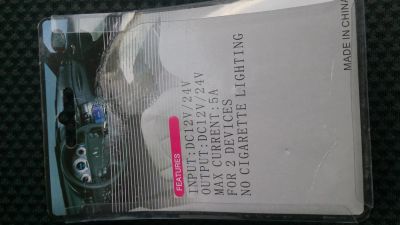 FEATURES
INPUT:DC12V/24V
OUTPUT:DC12V/24V
MAX CURRENT:5A
FOR 2 DEVICES
NO CIGARETTE LIGHTING
MADE IN CHINA